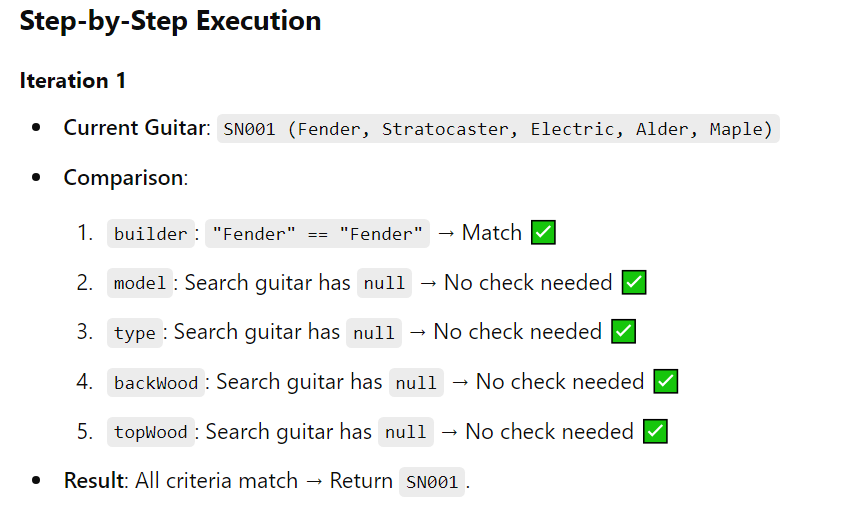 Step-by-Step Execution
Iteration 1
• Current Guitar: SN001 (Fender, Stratocaster, Electric, Alder, Maple)
• Comparison:
1. builder: "Fender" == "Fender" → Match ✅
2. model: Search guitar has null → No check needed ✅
3. type: Search guitar has null → No check needed ✅
4. backWood: Search guitar has null → No check needed ✅
5. topWood: Search guitar has null → No check needed ✅
• Result: All criteria match → Return SN001.